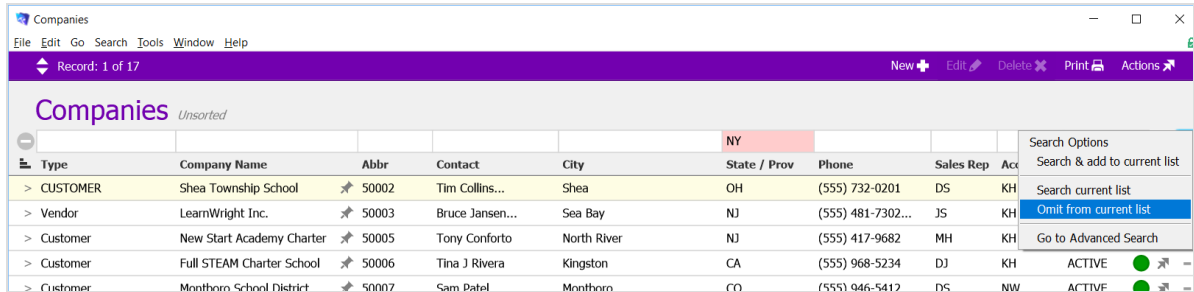 Companies
File Edit Go Search Tools Window Help
Record: 1 of 17 New Edit Delete Print Actions
Companies Unsorted
NY
Search Options
Search & add to current list
Search current list
Omit from current list
Go to Advanced Search
Type Company Name Abbr Contact City State / Prov Phone Sales Rep
> CUSTOMER Shea Township School 50002 Tim Collins... Shea OH (555) 732-0201 DS KH
> Vendor LearnWright Inc. 50003 Bruce Jansen... Sea Bay NJ (555) 481-7302... JS KH
> Customer New Start Academy Charter 50005 Tony Conforto North River NJ (555) 417-9682 MH KH
> Customer Full STEAM Charter School 50006 Tina J Rivera Kingston CA (555) 968-5234 DJ KH ACTIVE
> Customer Montboro School District 50007 Sam Patel Montboro CO (555) 946-5412 DS NW ACTIVE